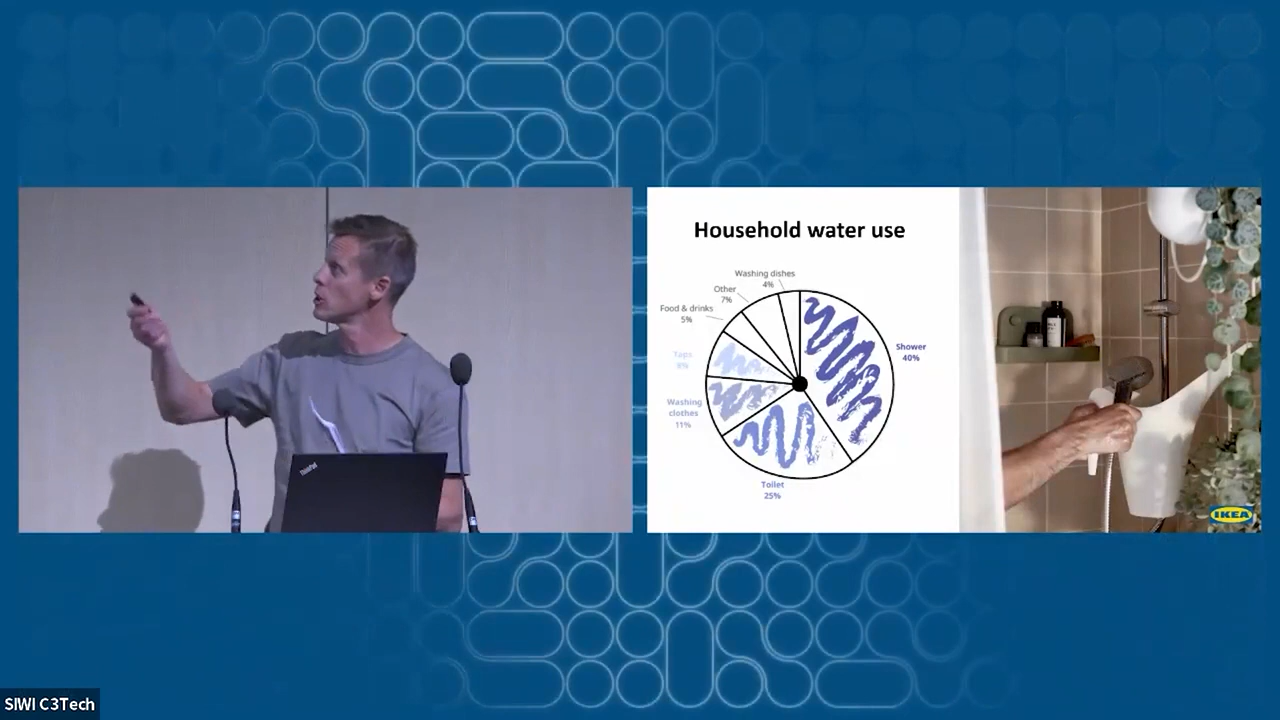 Household water use
Washing dishes
4%
Other
7%
Food & drinks
5%
Shower
40%
Taps
8%
Washing
clothes
11%
Toilet
25%
ThinkPad
IKEA
SIWI C3Tech